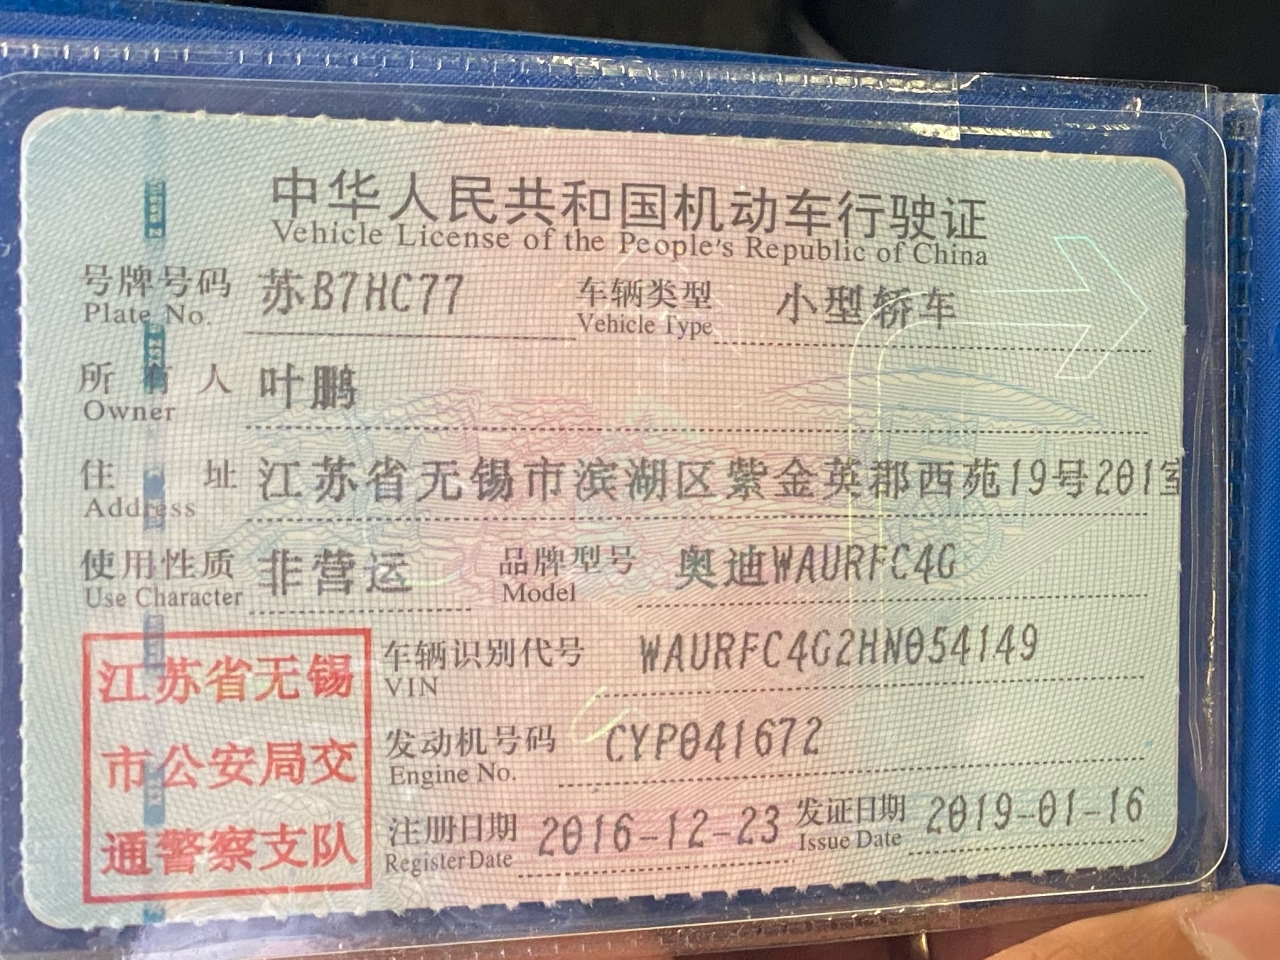 中华人民共和国机动车行驶证
Vehicle License of the People's Republic of China
号牌号码 苏B7HC77 车辆类型 小型轿车
Plate No. Vehicle Type
所有人 叶鹏
Owner
住址 江苏省无锡市滨湖区紫金英郡西苑19号201室
Address
使用性质 非营运 品牌型号 奥迪WAURFC4G
Use Character Model
车辆识别代号 WAURFC4G2HN054149
VIN
发动机号码 CYP041672
Engine No.
注册日期 2016-12-23 发证日期 2019-01-16
Register Date Issue Date
江苏省无锡
市公安局交
通警察支队